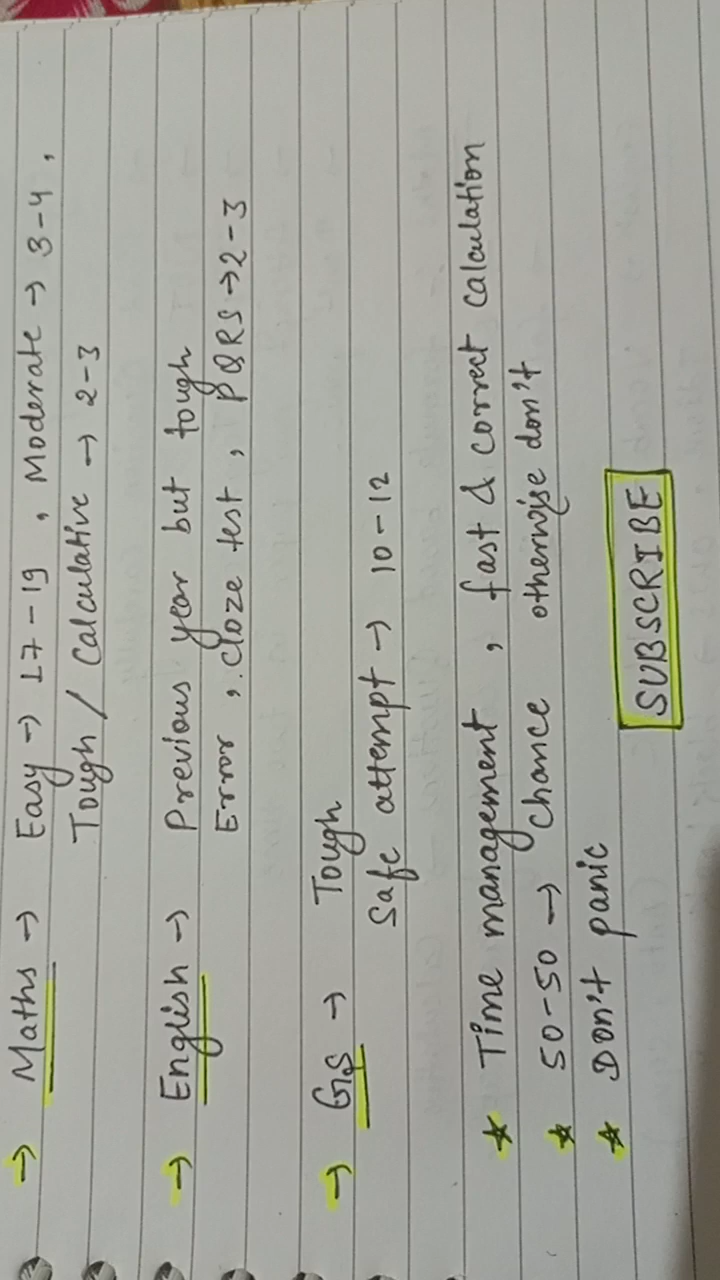 → Maths → Easy → 17-19 , Moderate → 3-4 ,
Tough / Calculative → 2-3
→ English → Previous year but tough
Error , Cloze test , PQRS → 2-3
→ GS → Tough
Safe attempt → 10-12
* Time management , fast & correct calculation
* 50-50 → chance otherwise don't
* Don't panic
SUBSCRIBE